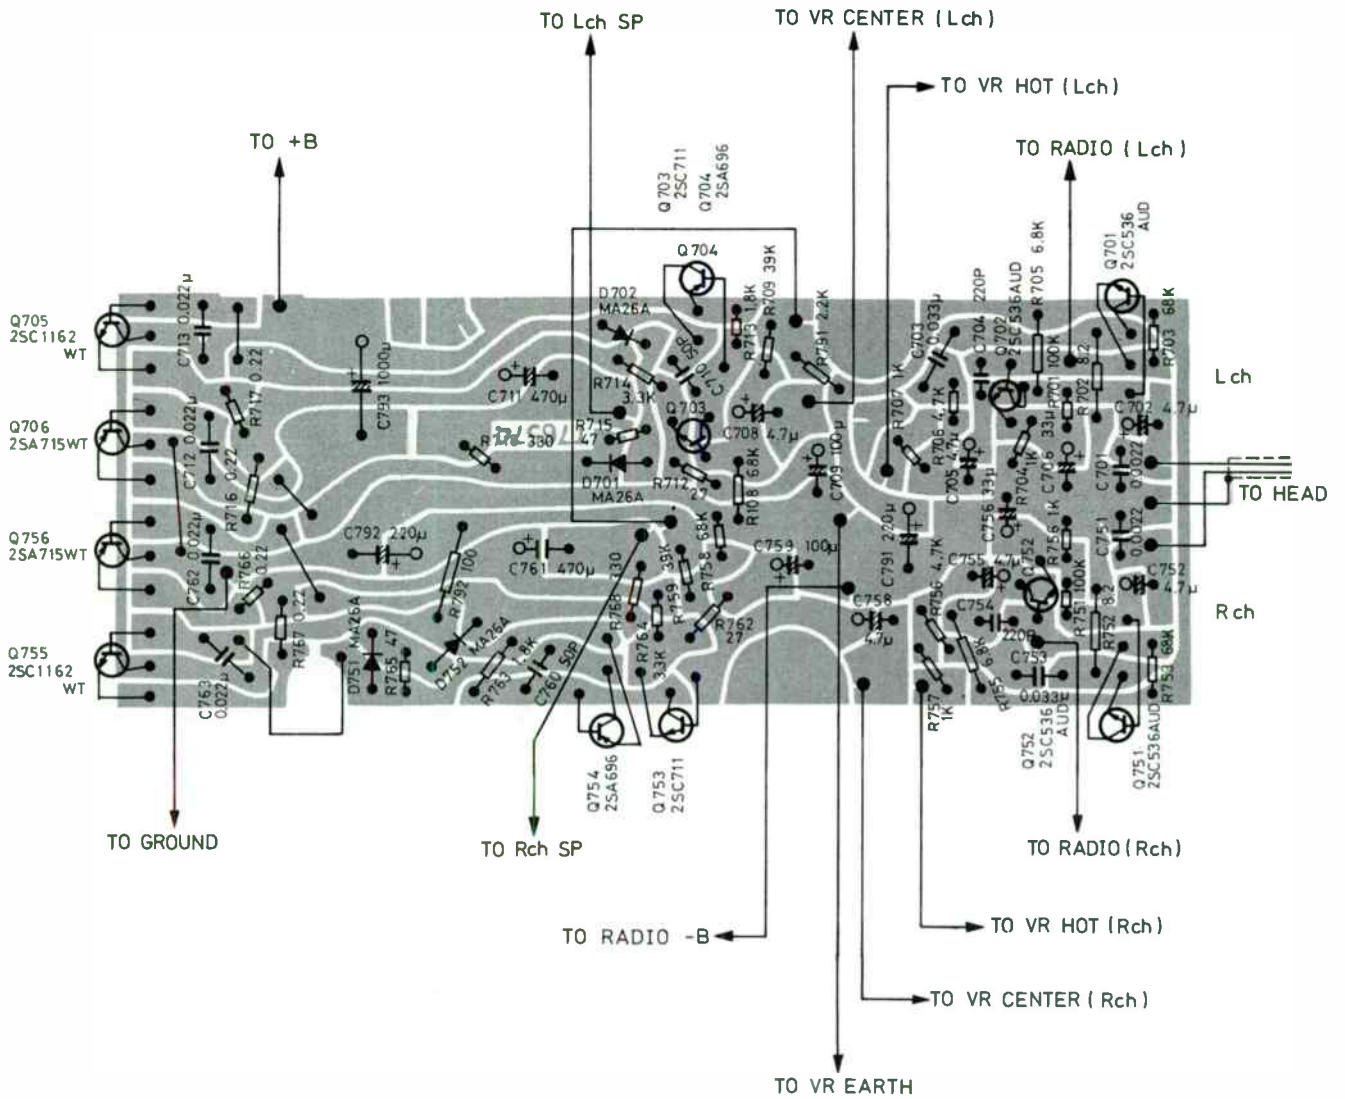 TO Lch SP
TO VR CENTER (Lch)
TO VR HOT (Lch)
TO +B
TO RADIO (Lch)
Q703
2SC711
Q704
2SA696
Q704
R709 39K
R713 1.8K
D702
MA26A
C710 50P
R714
3.3K
R791 2.2K
C703
0.033μ
C704 220P
Q702
2SC536AUD
R705 6.8K
Q701
2SC536
AUD
R703 68K
Q705
2SC1162
WT
C713 0.022μ
R717 0.22
C793 1000μ
C711 470μ
Q703
C708 4.7μ
R707 1K
R706 4.7K
R701 100K
R702 8.2
C702 4.7μ
Lch
Q706
2SA715WT
C712 0.022μ
R716 0.22
330
R715
47
D701
MA26A
R712
27
R108 68K
C709 100μ
C705 4.7μ
R704
1K
C706 33μ
C701
0.0022
TO HEAD
Q756
2SA715WT
C762 0.022μ
R766
0.22
C792 220μ
R792 100
C761 470μ
R768 330
R759 39K
R758 68K
C759 100μ
C791 220μ
C756 33μ
Q752
R756 1K
C751
0.0022
C752
4.7μ
Rch
C755 4.7μ
R756 4.7K
C754
220P
R751 100K
R752 8.2
C758
4.7μ
R762
27
R764
33K
Q755
2SC1162
WT
C763
0.022μ
R767 0.22
D751 MA26A
R765 47
D752 MA26A
R763 1.8K
C760 50P
R757
1K
R755 6.8K
C753
0.033μ
R753 68K
Q752
2SC536
AUD
Q751
2SC536AUD
Q754
2SA696
Q753
2SC711
TO GROUND
TO Rch SP
TO RADIO (Rch)
TO RADIO -B
TO VR HOT (Rch)
TO VR CENTER (Rch)
TO VR EARTH